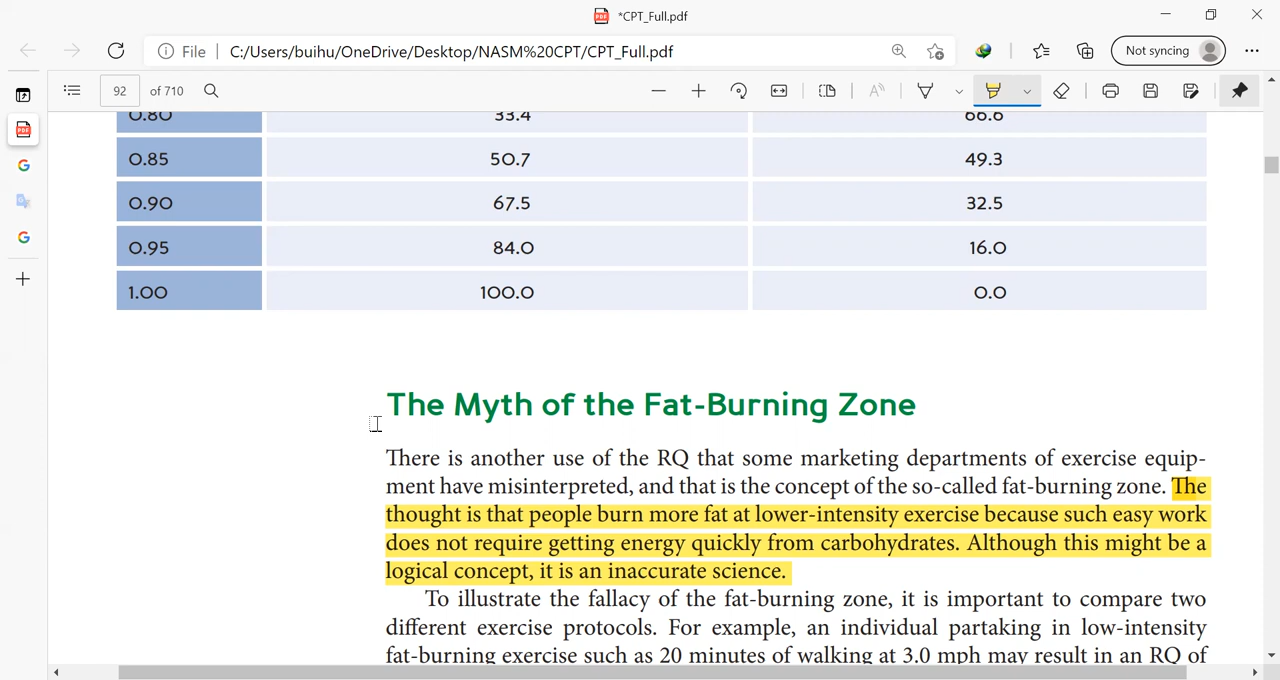 *CPT_Full.pdf
File C:/Users/buihu/OneDrive/Desktop/NASM%20CPT/CPT_Full.pdf Not syncing
92 of 710
0.80 33.4 66.6
0.85 50.7 49.3
0.90 67.5 32.5
0.95 84.0 16.0
1.00 100.0 0.0
The Myth of the Fat-Burning Zone
There is another use of the RQ that some marketing departments of exercise equip-
ment have misinterpreted, and that is the concept of the so-called fat-burning zone. The
thought is that people burn more fat at lower-intensity exercise because such easy work
does not require getting energy quickly from carbohydrates. Although this might be a
logical concept, it is an inaccurate science.
To illustrate the fallacy of the fat-burning zone, it is important to compare two
different exercise protocols. For example, an individual partaking in low-intensity
fat-burning exercise such as 20 minutes of walking at 3.0 mph may result in an RQ of